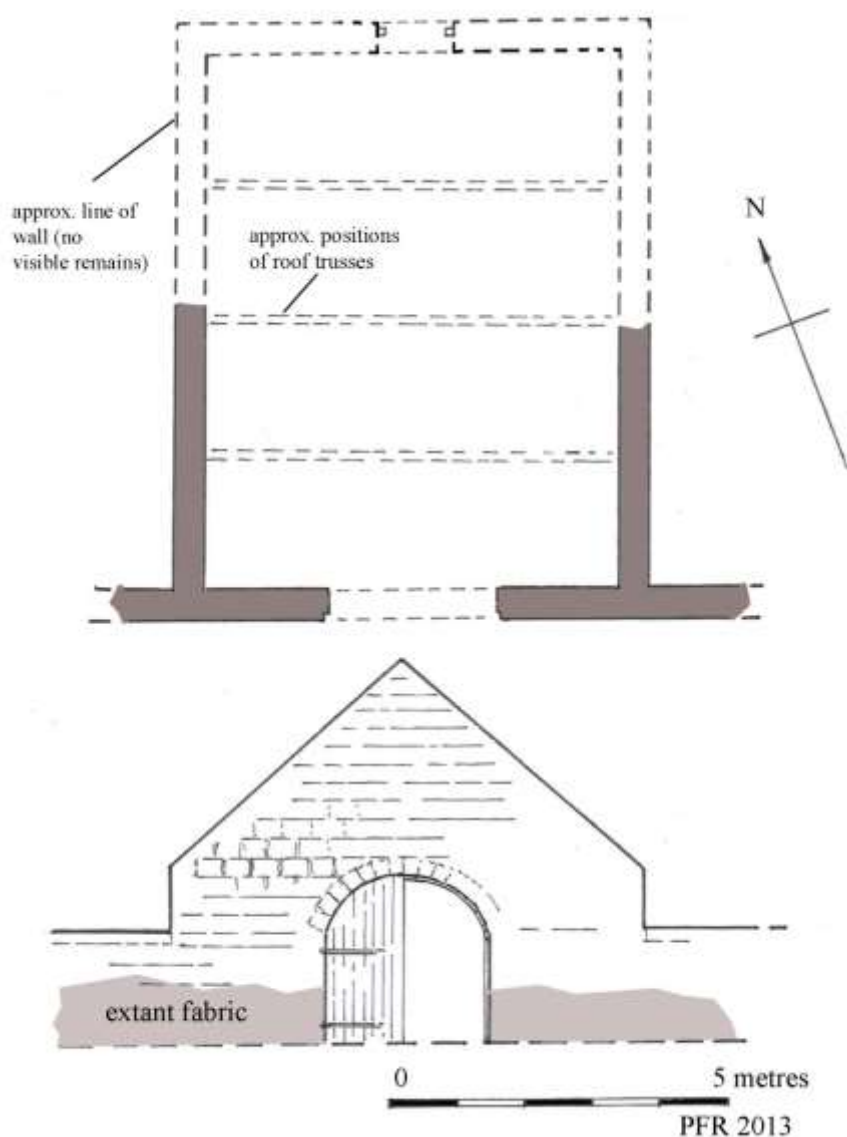 approx. line of
wall (no
visible remains)
approx. positions
of roof trusses
N
extant fabric
0 5 metres
PFR 2013